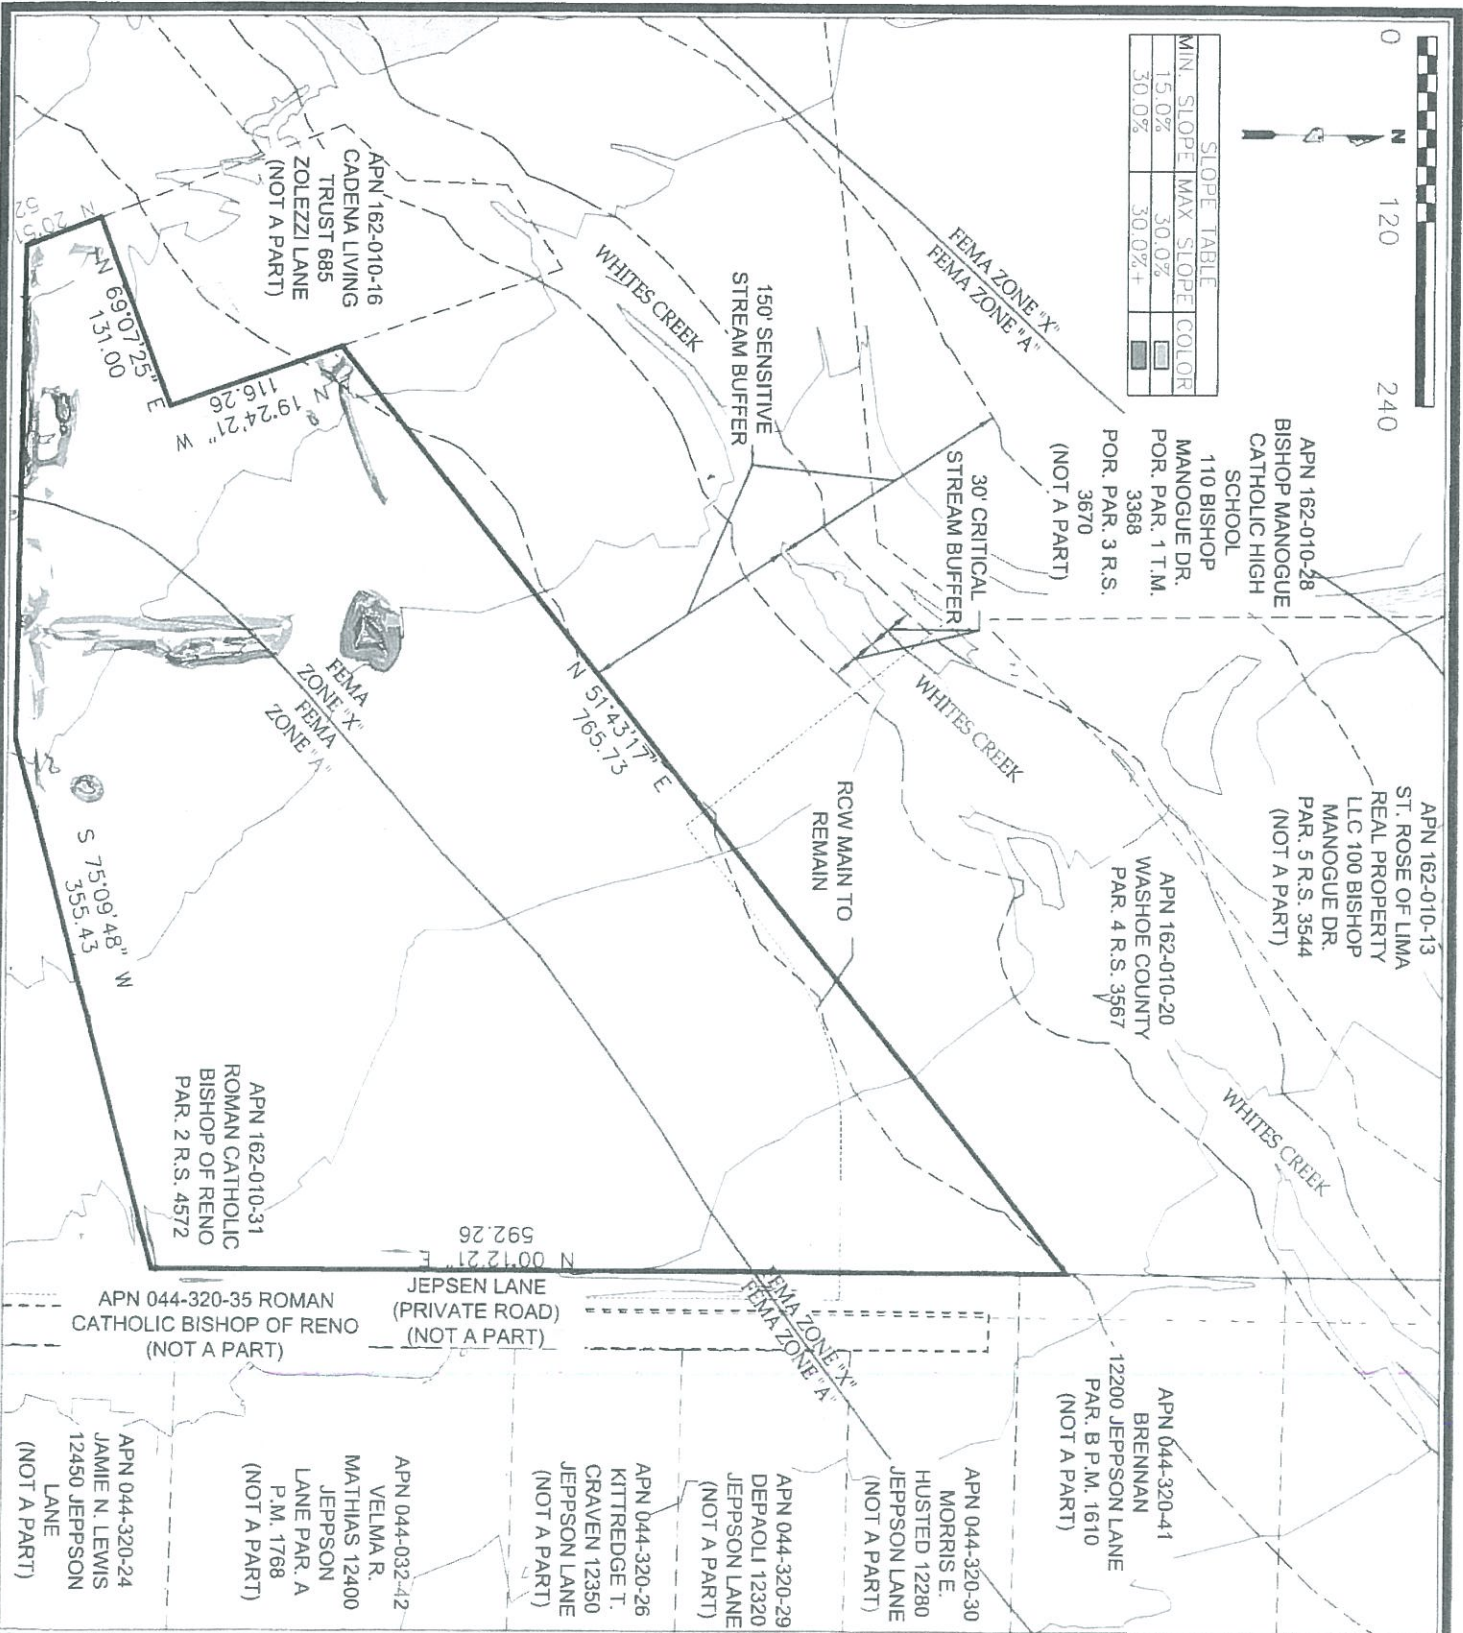 0 120 240
N
SLOPE TABLE
MIN. SLOPE MAX SLOPE COLOR
15.0% 30.0%
30.0% 30.0%+
APN 162-010-28
BISHOP MANOGUE
CATHOLIC HIGH
SCHOOL
110 BISHOP
MANOGUE DR.
POR. PAR. 1 T.M.
3368
POR. PAR. 3 R.S.
3670
(NOT A PART)
APN 162-010-13
ST. ROSE OF LIMA
REAL PROPERTY
LLC 100 BISHOP
MANOGUE DR.
PAR. 5 R.S. 3544
(NOT A PART)
FEMA ZONE "X"
FEMA ZONE "A"
WHITES CREEK
150' SENSITIVE
STREAM BUFFER
30' CRITICAL
STREAM BUFFER
WHITES CREEK
APN 162-010-20
WASHOE COUNTY
PAR. 4 R.S. 3567
WHITES CREEK
RCW MAIN TO
REMAIN
APN 162-010-16
CADENA LIVING
TRUST 685
ZOLEZZI LANE
(NOT A PART)
N 69°07'25" E
131.00
N 19°24'21" W
116.26
N 51°43'17" E
765.73
FEMA
ZONE "X"
FEMA
ZONE "A"
S 75°09'48" W
355.43
APN 162-010-31
ROMAN CATHOLIC
BISHOP OF RENO
PAR. 2 R.S. 4572
N 00°12'21" E
592.26
JEPSEN LANE
(PRIVATE ROAD)
(NOT A PART)
APN 044-320-35 ROMAN
CATHOLIC BISHOP OF RENO
(NOT A PART)
FEMA ZONE "X"
FEMA ZONE "A"
APN 044-320-41
BRENNAN
12200 JEPPSON LANE
PAR. B P.M. 1610
(NOT A PART)
APN 044-320-30
MORRIS E.
HUSTED 12280
JEPPSON LANE
(NOT A PART)
APN 044-320-29
DEPAOLI 12320
JEPPSON LANE
(NOT A PART)
APN 044-320-26
KITTREDGE T.
CRAVEN 12350
JEPPSON LANE
(NOT A PART)
APN 044-032-42
VELMA R.
MATHIAS 12400
JEPPSON
LANE PAR. A
P.M. 1768
(NOT A PART)
APN 044-320-24
JAMIE N. LEWIS
12450 JEPPSON
LANE
(NOT A PART)